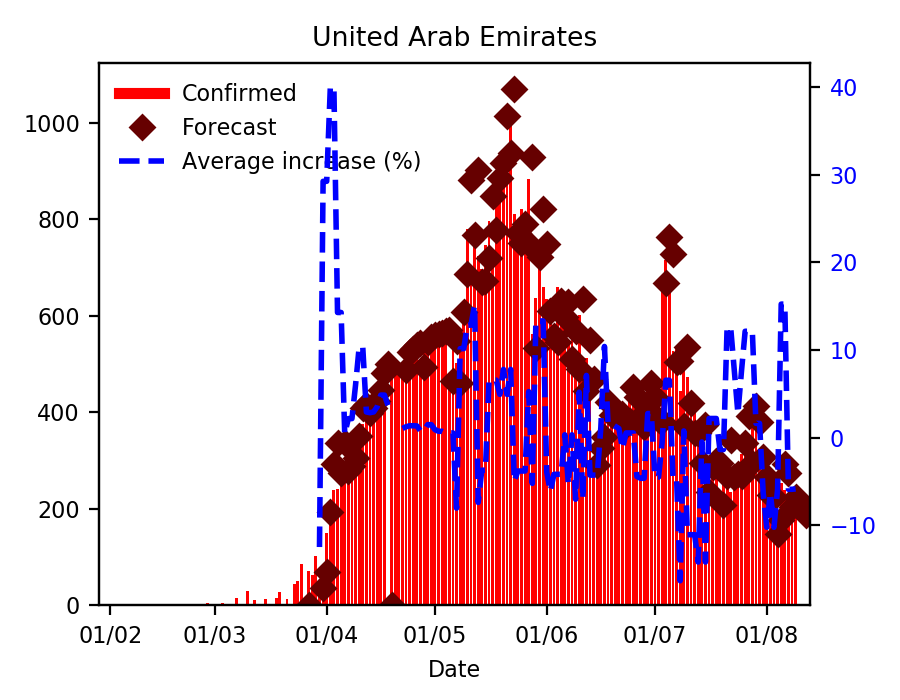 United Arab Emirates
Confirmed
Forecast
Average increase (%)
1000
800
600
400
200
0
40
30
20
10
0
−10
01/02 01/03 01/04 01/05 01/06 01/07 01/08
Date